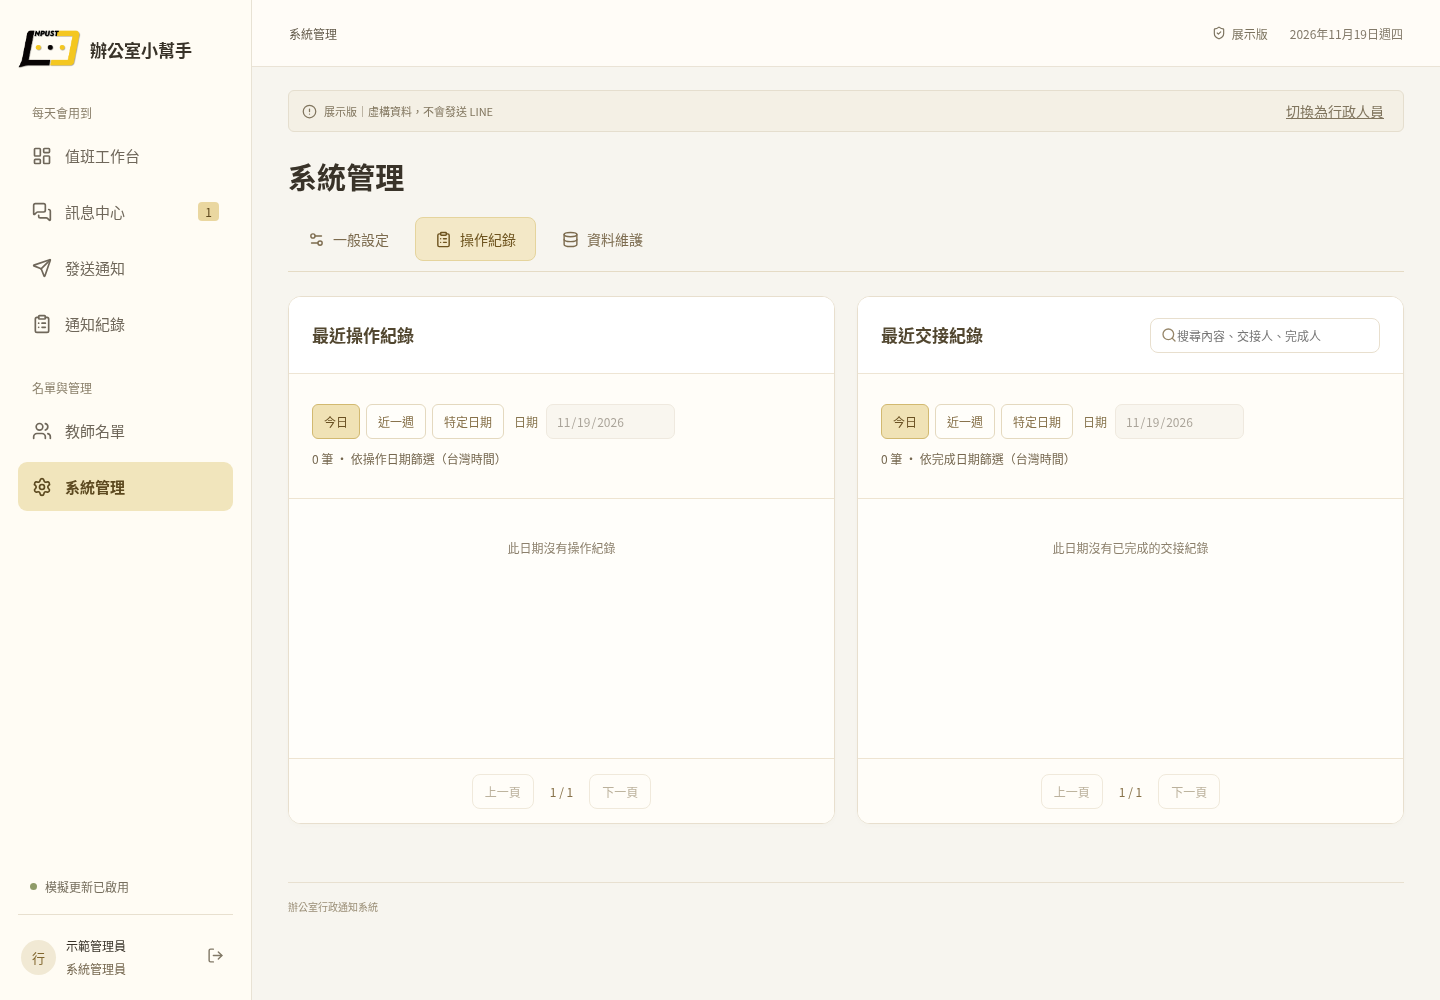 NPUST
辦公室小幫手
每天會用到
值班工作台
訊息中心
1
發送通知
通知紀錄
名單與管理
教師名單
系統管理
模擬更新已啟用
行
示範管理員
系統管理員
系統管理
展示版
2026年11月19日週四
展示版｜虛構資料，不會發送 LINE
切換為行政人員
系統管理
一般設定
操作紀錄
資料維護
最近操作紀錄
今日
近一週
特定日期
日期
11/19/2026
0 筆 ・ 依操作日期篩選（台灣時間）
此日期沒有操作紀錄
上一頁
1 / 1
下一頁
最近交接紀錄
搜尋內容、交接人、完成人
今日
近一週
特定日期
日期
11/19/2026
0 筆 ・ 依完成日期篩選（台灣時間）
此日期沒有已完成的交接紀錄
上一頁
1 / 1
下一頁
辦公室行政通知系統